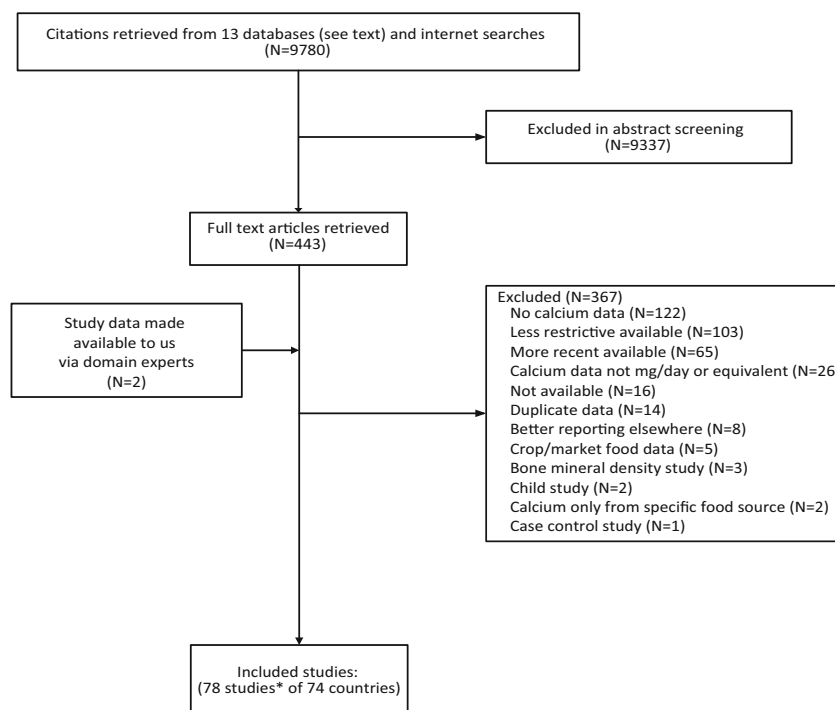 Citations retrieved from 13 databases (see text) and internet searches
(N=9780)
Excluded in abstract screening
(N=9337)
Full text articles retrieved
(N=443)
Study data made
available to us
via domain experts
(N=2)
Excluded (N=367)
No calcium data (N=122)
Less restrictive available (N=103)
More recent available (N=65)
Calcium data not mg/day or equivalent (N=26
Not available (N=16)
Duplicate data (N=14)
Better reporting elsewhere (N=8)
Crop/market food data (N=5)
Bone mineral density study (N=3)
Child study (N=2)
Calcium only from specific food source (N=2)
Case control study (N=1)
Included studies:
(78 studies* of 74 countries)